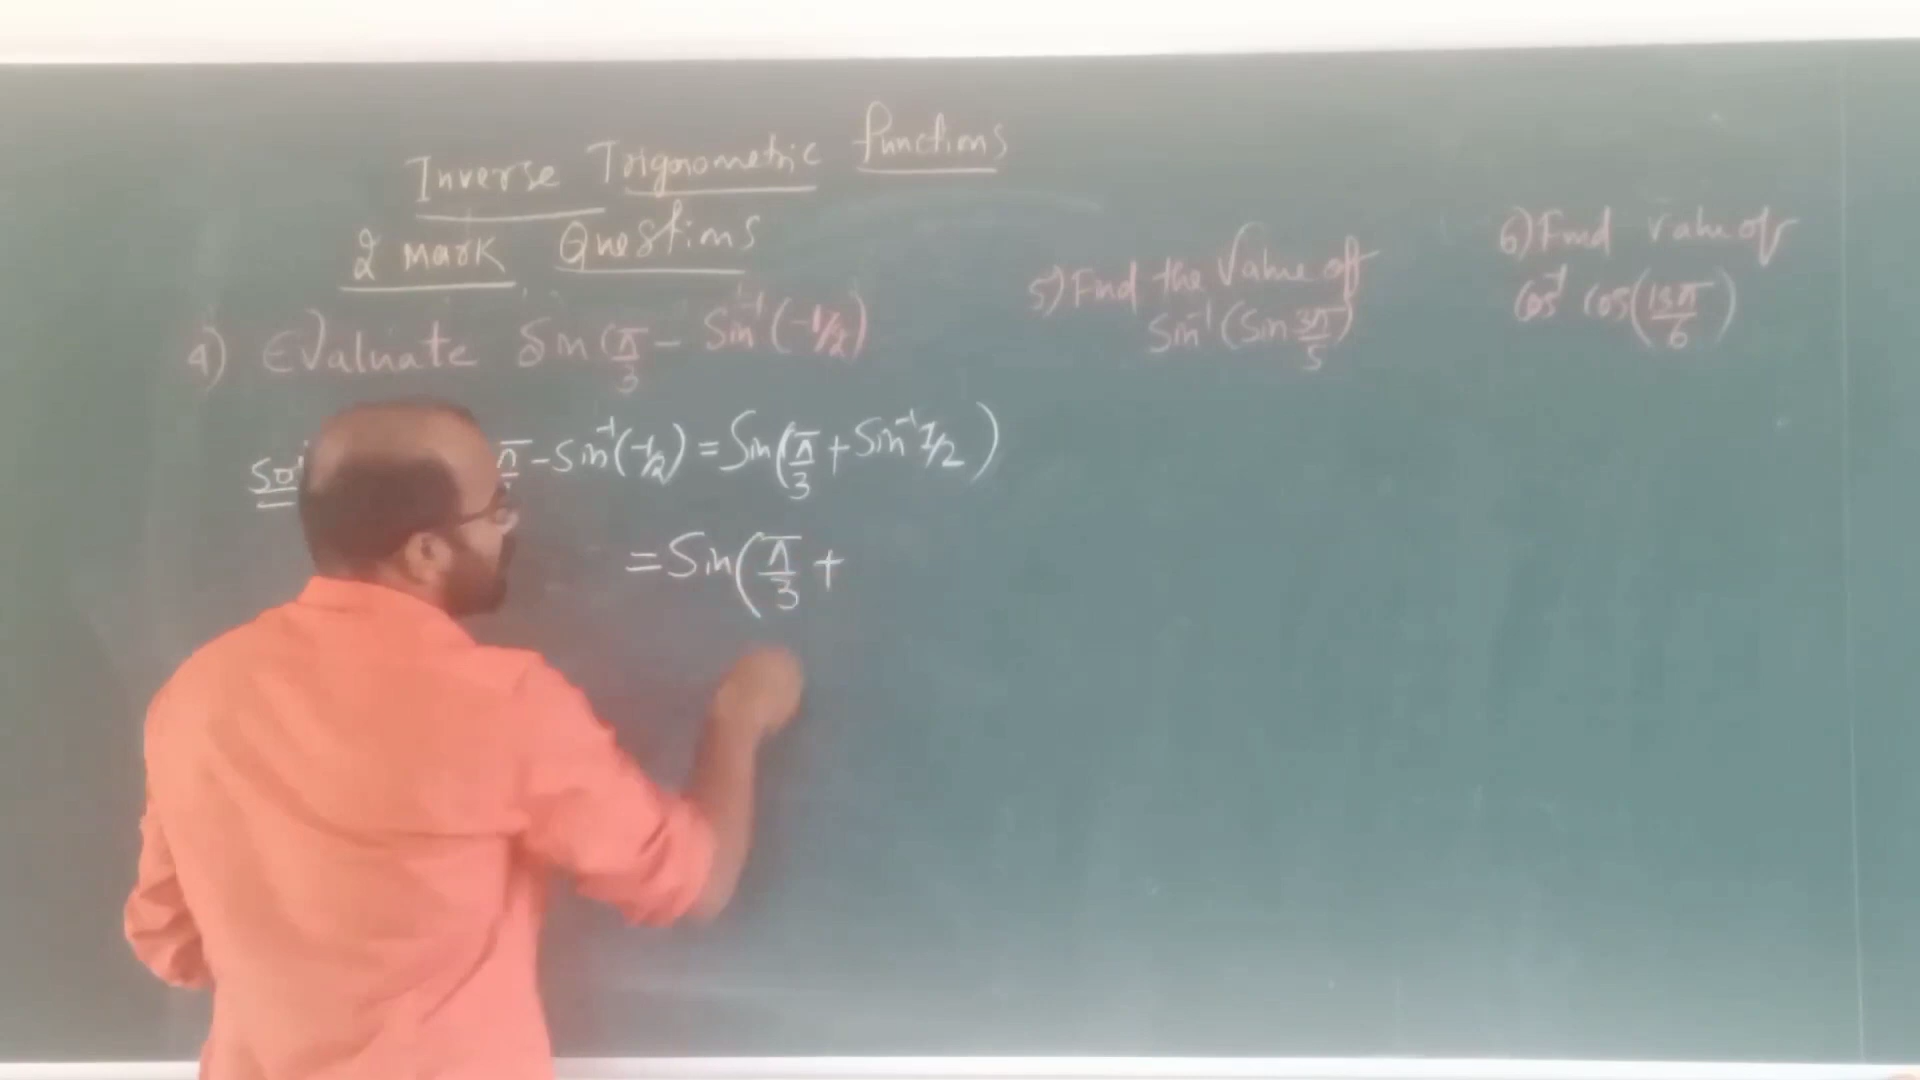 Inverse Trigonometric functions
2 mark Questions
4) Evaluate Sin(π/3 - Sin⁻¹(-1/2)
π - Sin⁻¹(-1/2) = Sin(π/3 + Sin⁻¹ 1/2)
= Sin(π/3 +
5) Find the Value of
Sin⁻¹(Sin 3π/5)
6) Find Value of
Cos⁻¹ Cos(13π/6)